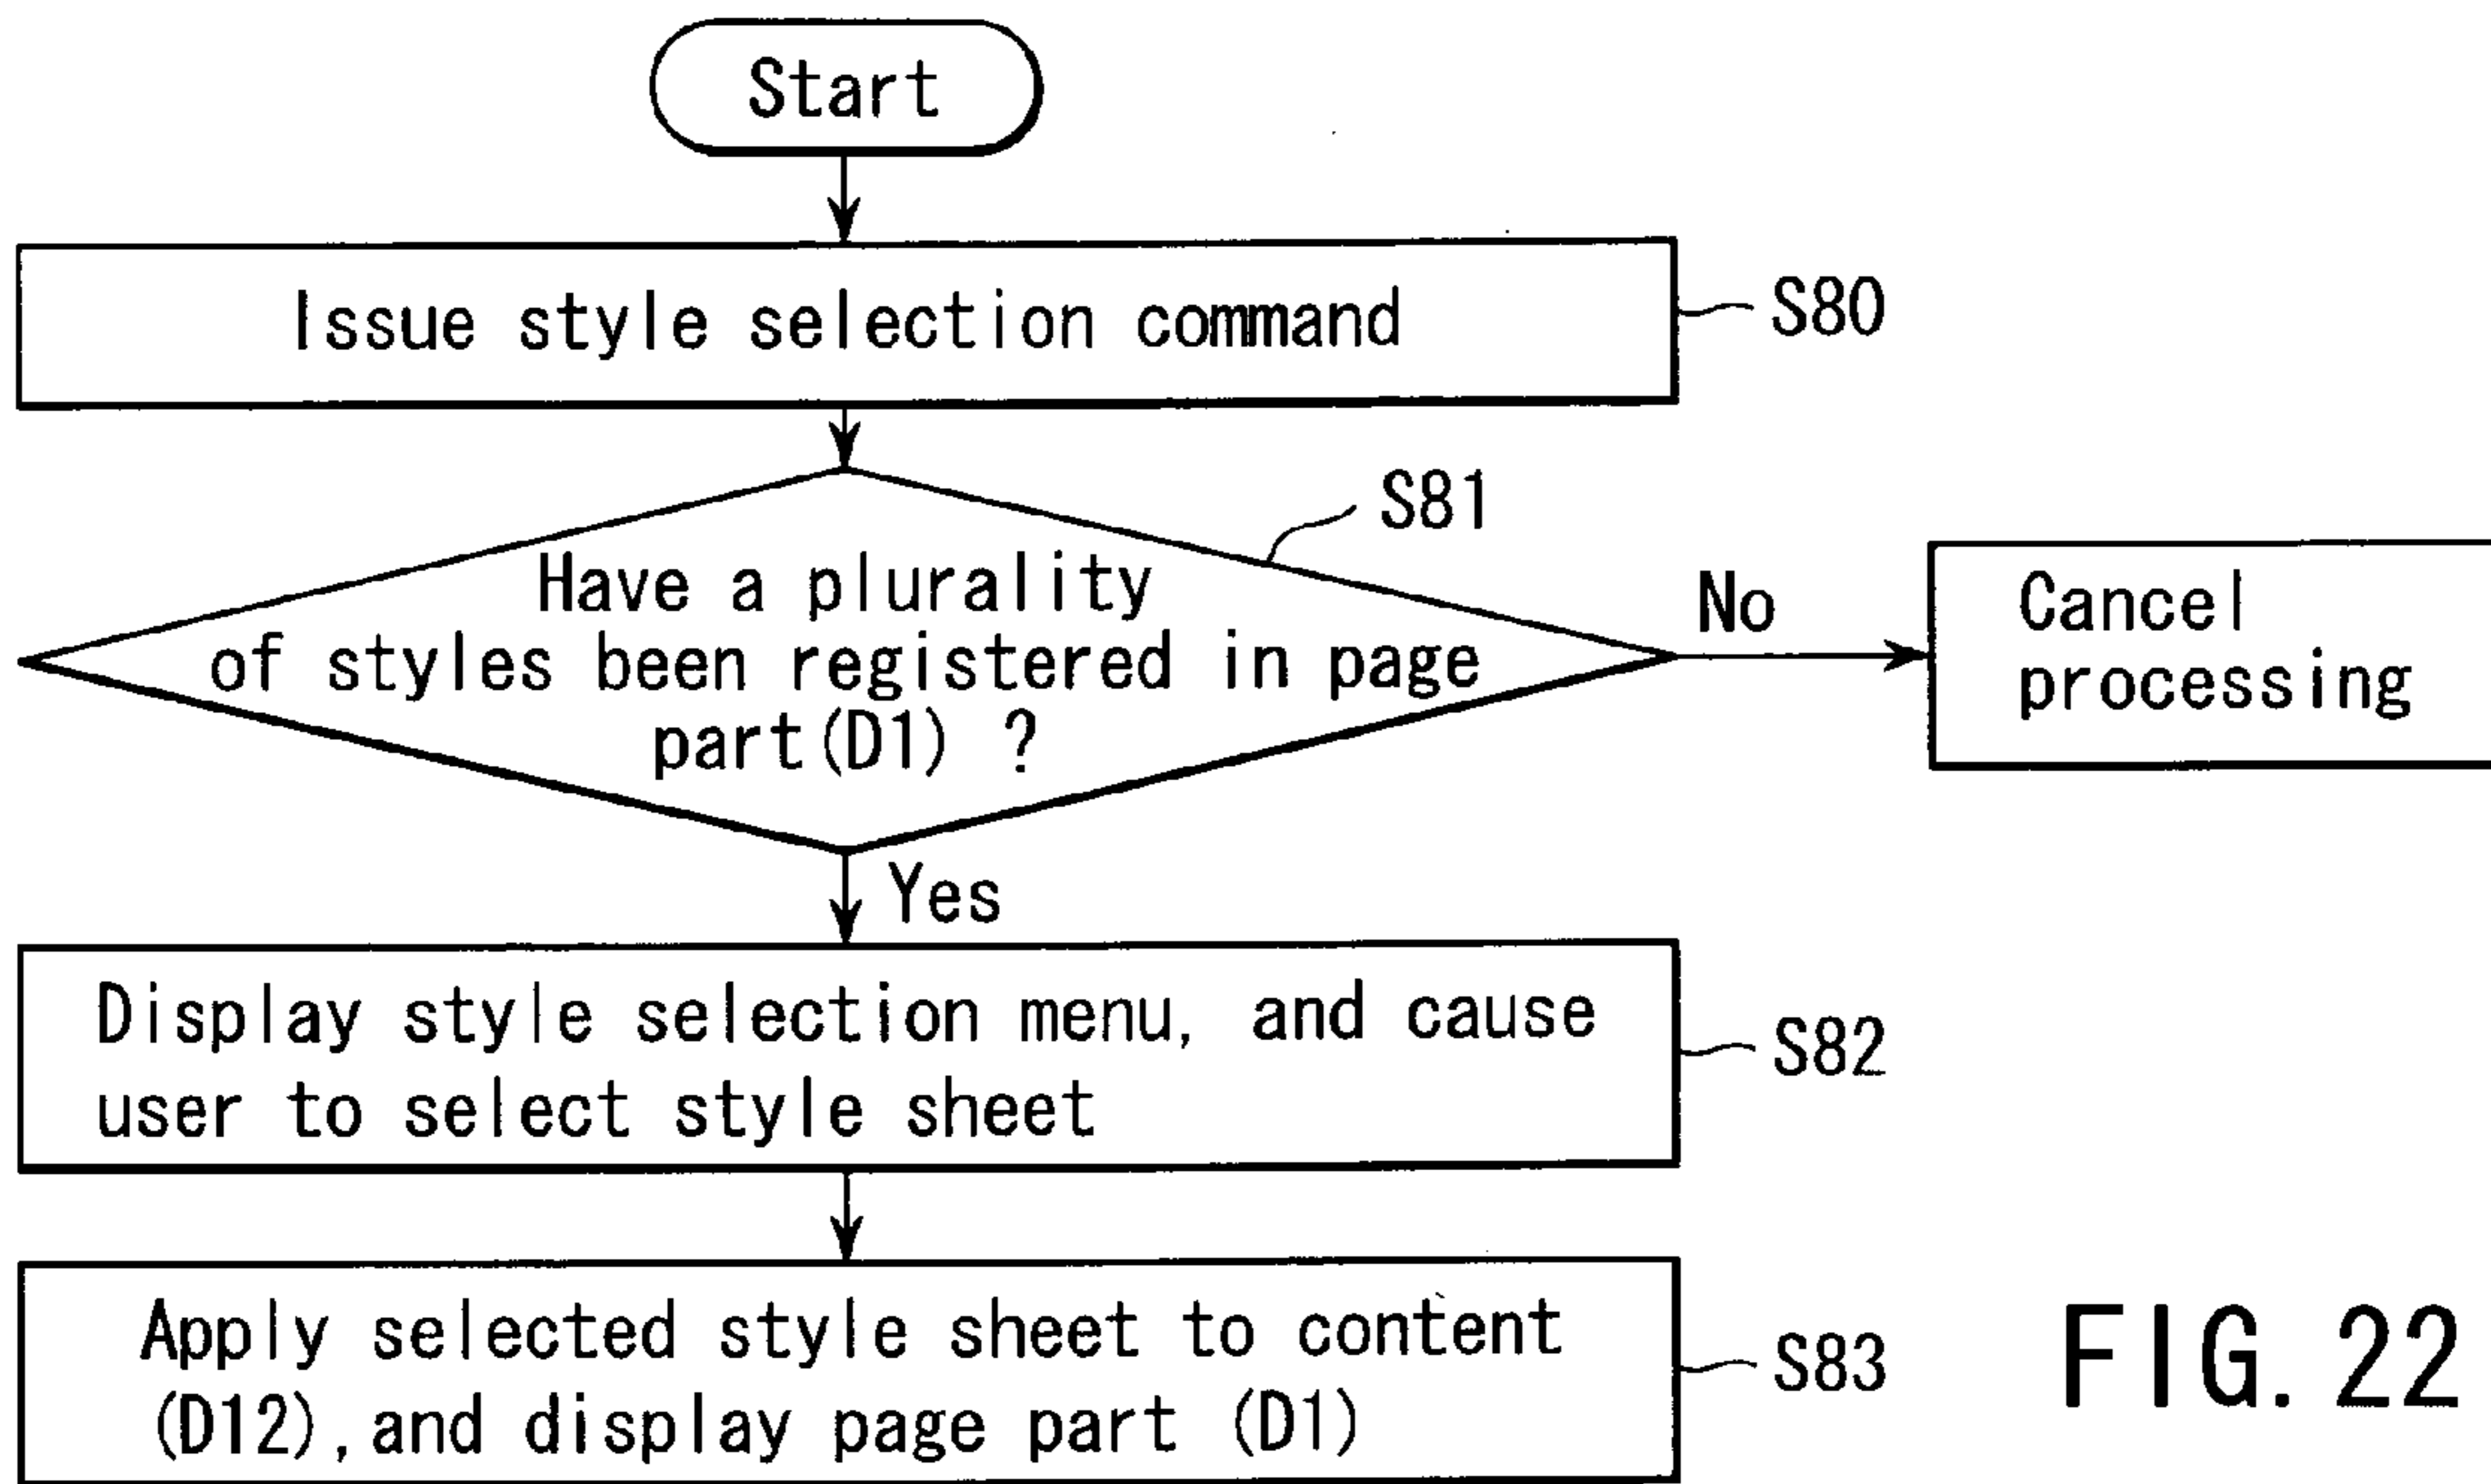 Start
Issue style selection command
S80
S81
Have a plurality
of styles been registered in page
part(D1) ?
No
Cancel
processing
Yes
Display style selection menu, and cause
user to select style sheet
S82
Apply selected style sheet to content
(D12), and display page part (D1)
S83
FIG. 22